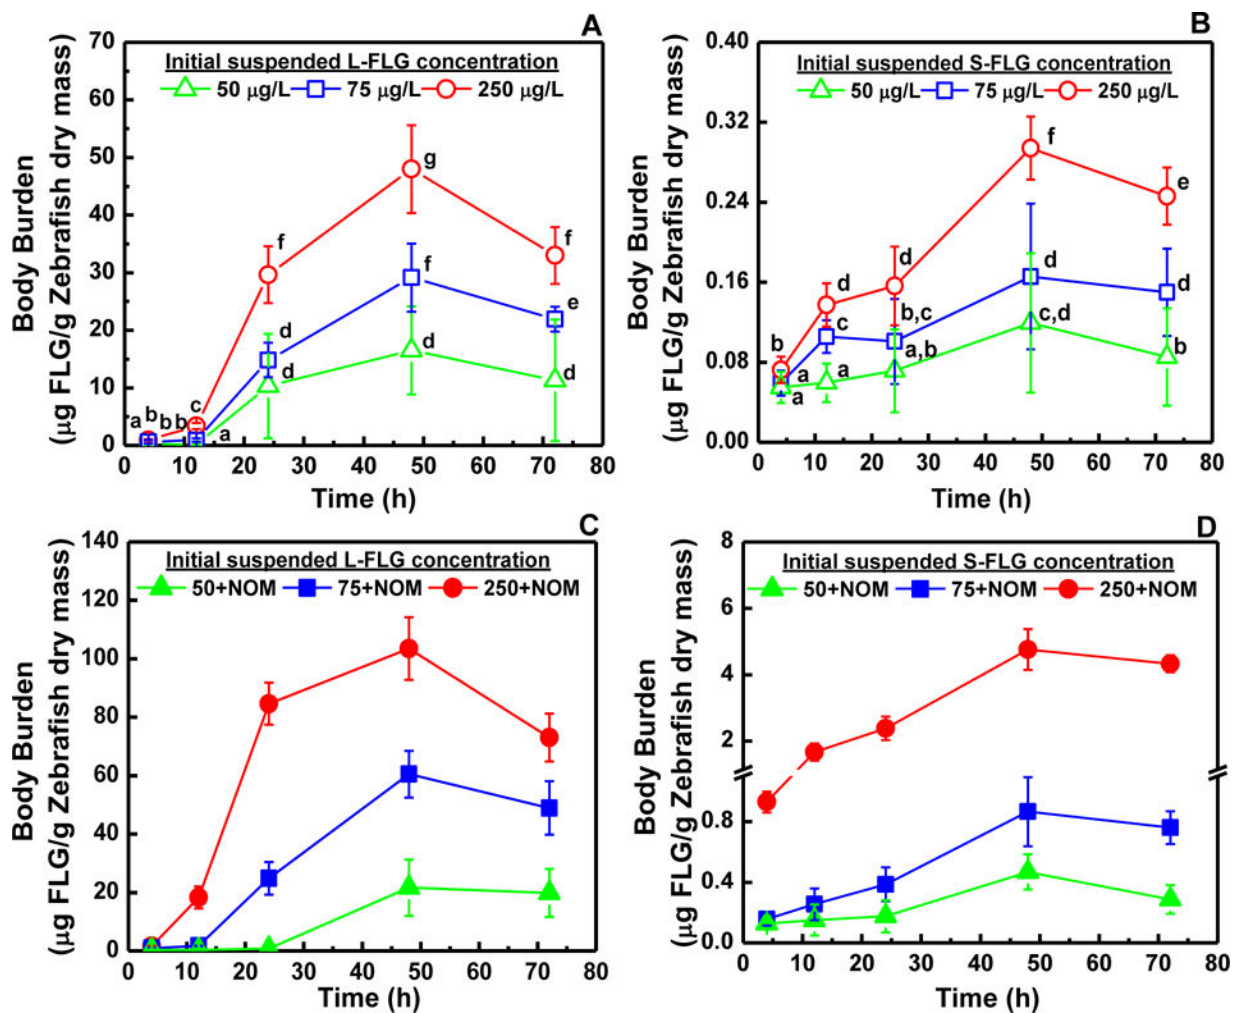 A
Initial suspended L-FLG concentration
50 μg/L 75 μg/L 250 μg/L
Body Burden
(μg FLG/g Zebrafish dry mass)
70
60
50
40
30
20
10
0
a b b b c a
d d f
d f g
d e f
0 10 20 30 40 50 60 70 80
Time (h)
B
Initial suspended S-FLG concentration
50 μg/L 75 μg/L 250 μg/L
Body Burden
(μg FLG/g Zebrafish dry mass)
0.40
0.32
0.24
0.16
0.08
0.00
b a a
d c a
d b,c a,b
f d c,d
e d b
0 10 20 30 40 50 60 70 80
Time (h)
C
Initial suspended L-FLG concentration
50+NOM 75+NOM 250+NOM
Body Burden
(μg FLG/g Zebrafish dry mass)
140
120
100
80
60
40
20
0
0 10 20 30 40 50 60 70 80
Time (h)
D
Initial suspended S-FLG concentration
50+NOM 75+NOM 250+NOM
Body Burden
(μg FLG/g Zebrafish dry mass)
8
6
4
2
0.8
0.4
0.0
0 10 20 30 40 50 60 70 80
Time (h)